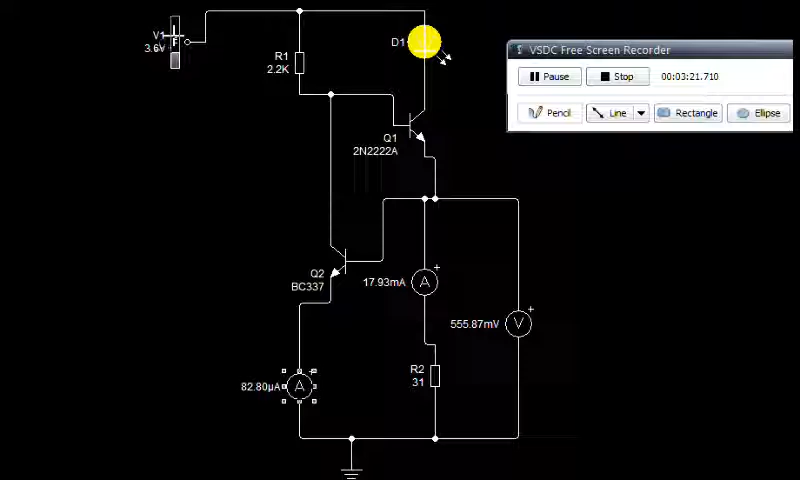 V1
3.6V
R1
2.2K
D1
VSDC Free Screen Recorder
Pause
Stop
00:03:21.710
Pencil
Line
Rectangle
Ellipse
Q1
2N2222A
Q2
BC337
17.93mA
A
+
555.87mV
V
+
82.80µA
A
R2
31